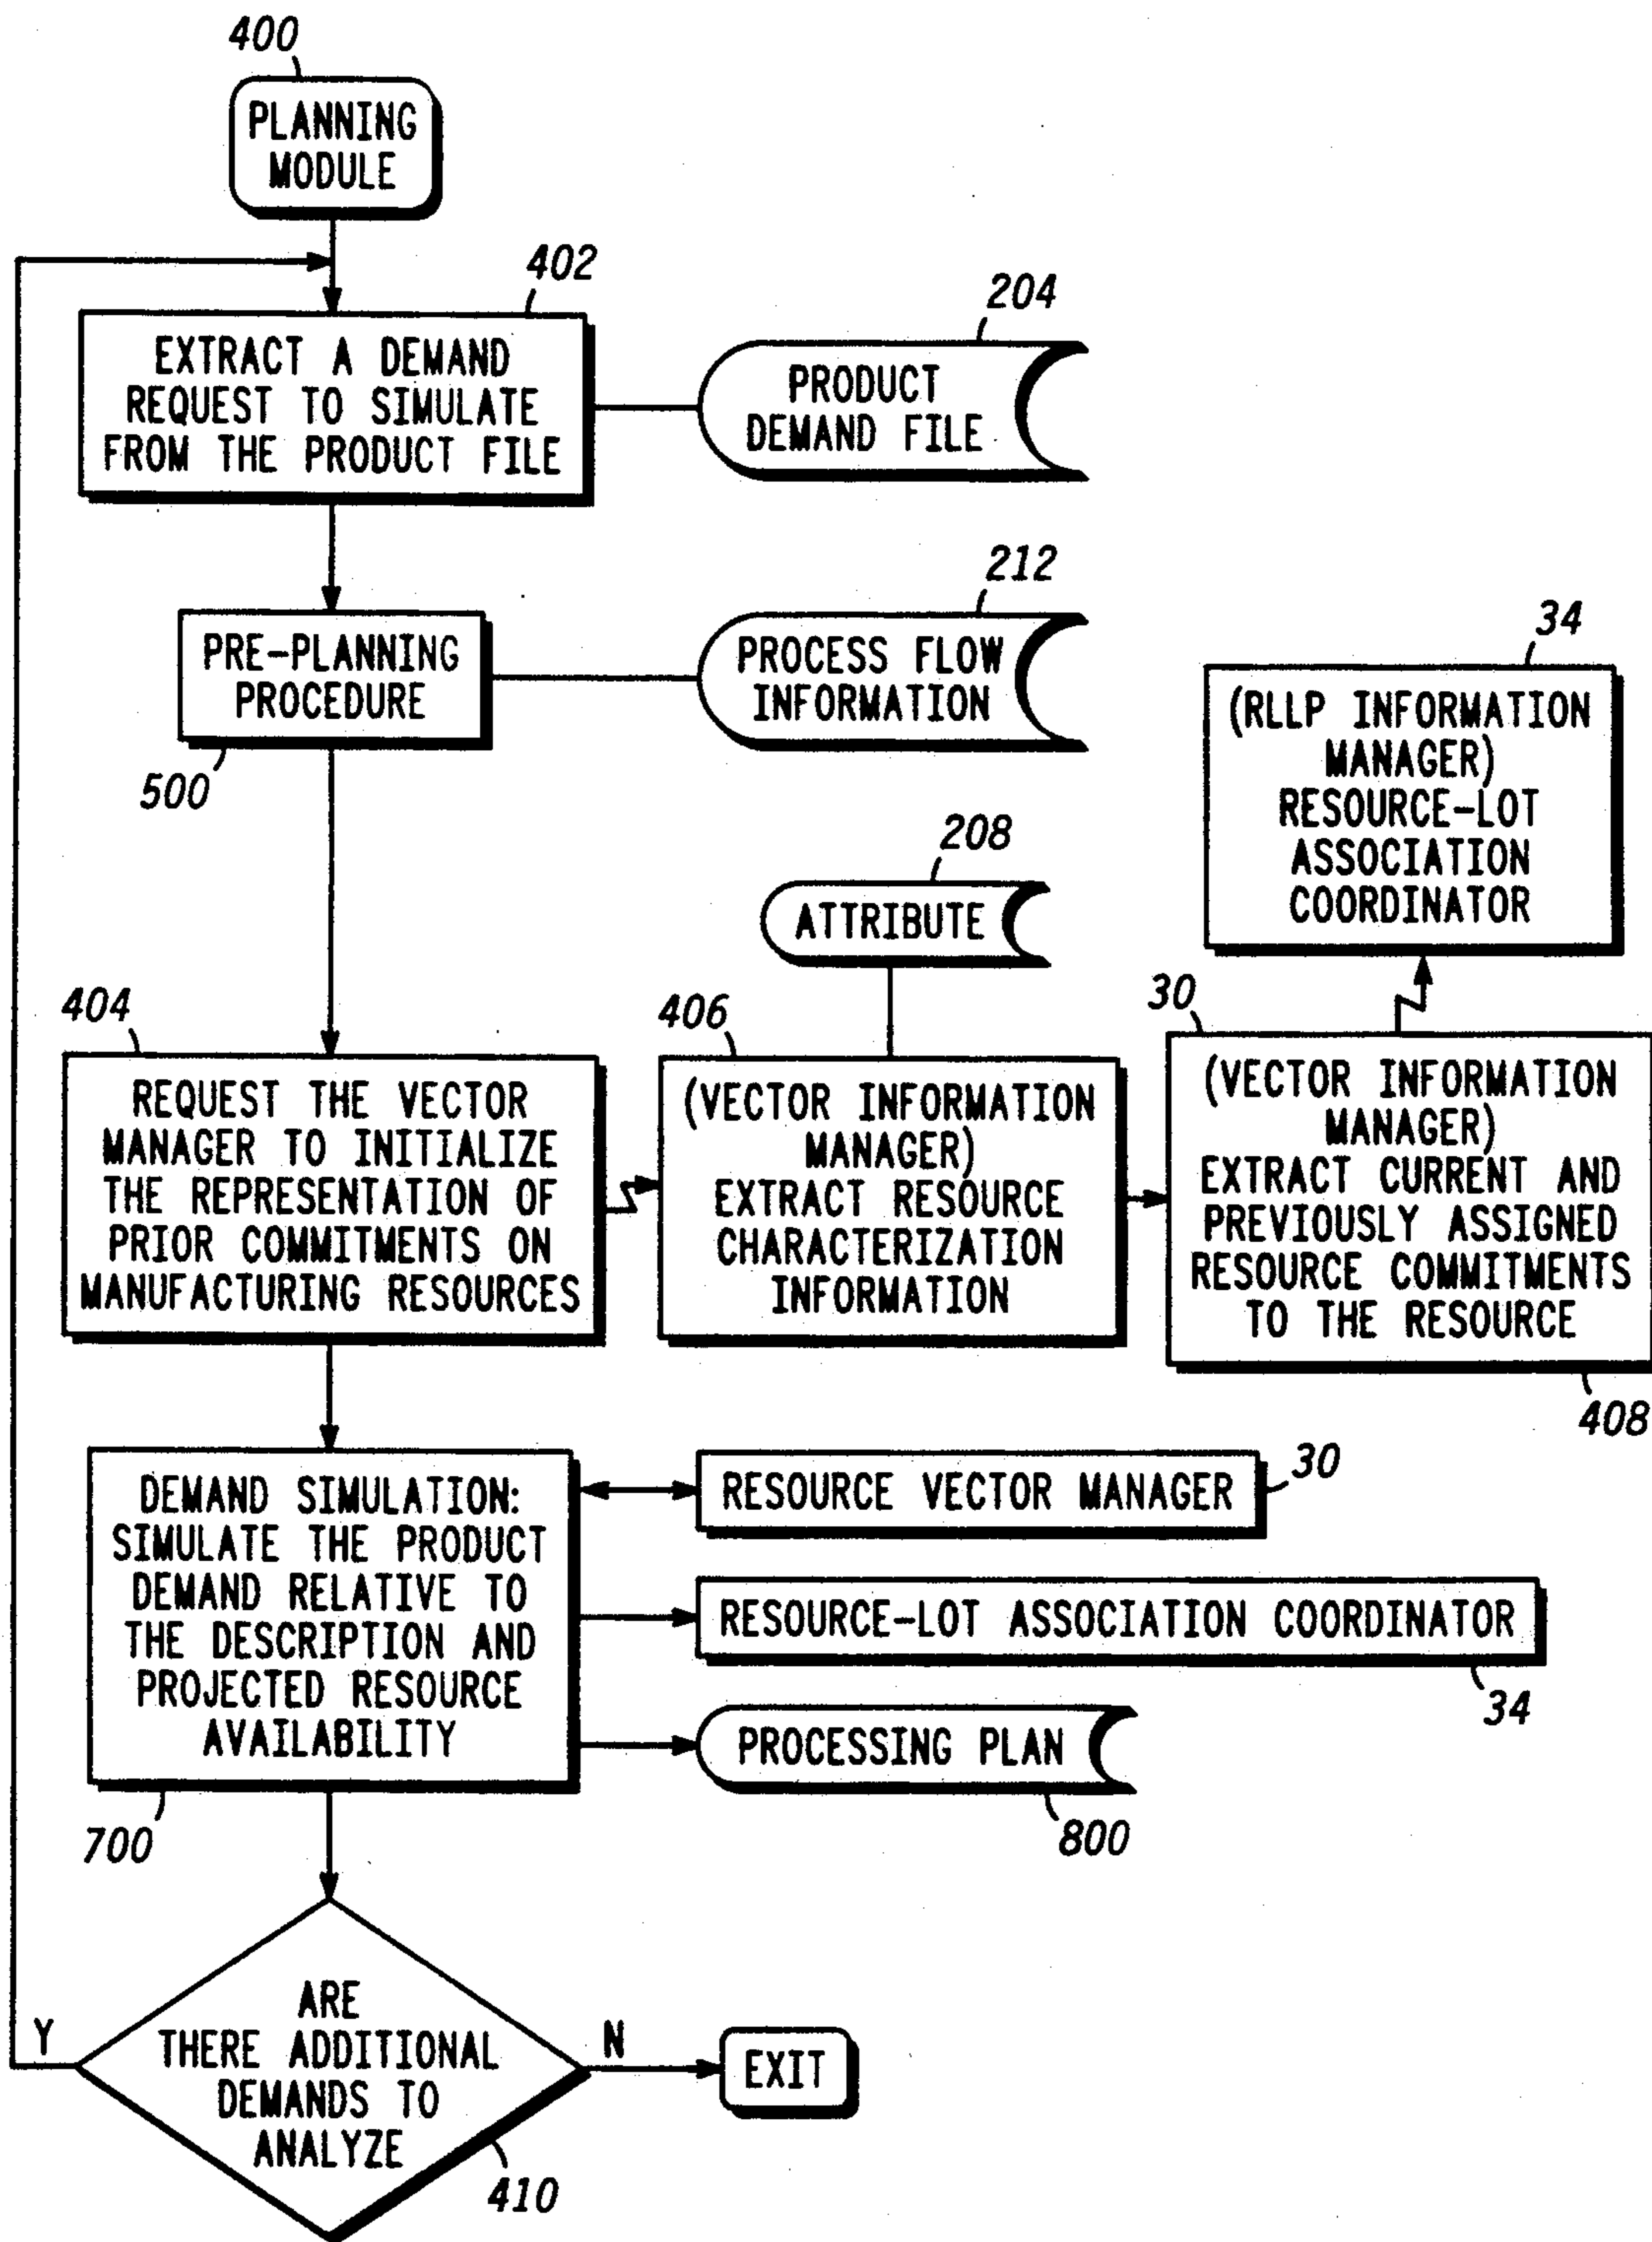 400
PLANNING
MODULE
402
EXTRACT A DEMAND
REQUEST TO SIMULATE
FROM THE PRODUCT FILE
204
PRODUCT
DEMAND FILE
PRE-PLANNING
PROCEDURE
500
212
PROCESS FLOW
INFORMATION
34
(RLLP INFORMATION
MANAGER)
RESOURCE-LOT
ASSOCIATION
COORDINATOR
208
ATTRIBUTE
404
REQUEST THE VECTOR
MANAGER TO INITIALIZE
THE REPRESENTATION OF
PRIOR COMMITMENTS ON
MANUFACTURING RESOURCES
406
(VECTOR INFORMATION
MANAGER)
EXTRACT RESOURCE
CHARACTERIZATION
INFORMATION
30
(VECTOR INFORMATION
MANAGER)
EXTRACT CURRENT AND
PREVIOUSLY ASSIGNED
RESOURCE COMMITMENTS
TO THE RESOURCE
408
DEMAND SIMULATION:
SIMULATE THE PRODUCT
DEMAND RELATIVE TO
THE DESCRIPTION AND
PROJECTED RESOURCE
AVAILABILITY
700
RESOURCE VECTOR MANAGER
30
RESOURCE-LOT ASSOCIATION COORDINATOR
34
PROCESSING PLAN
800
ARE
THERE ADDITIONAL
DEMANDS TO
ANALYZE
410
Y
N
EXIT